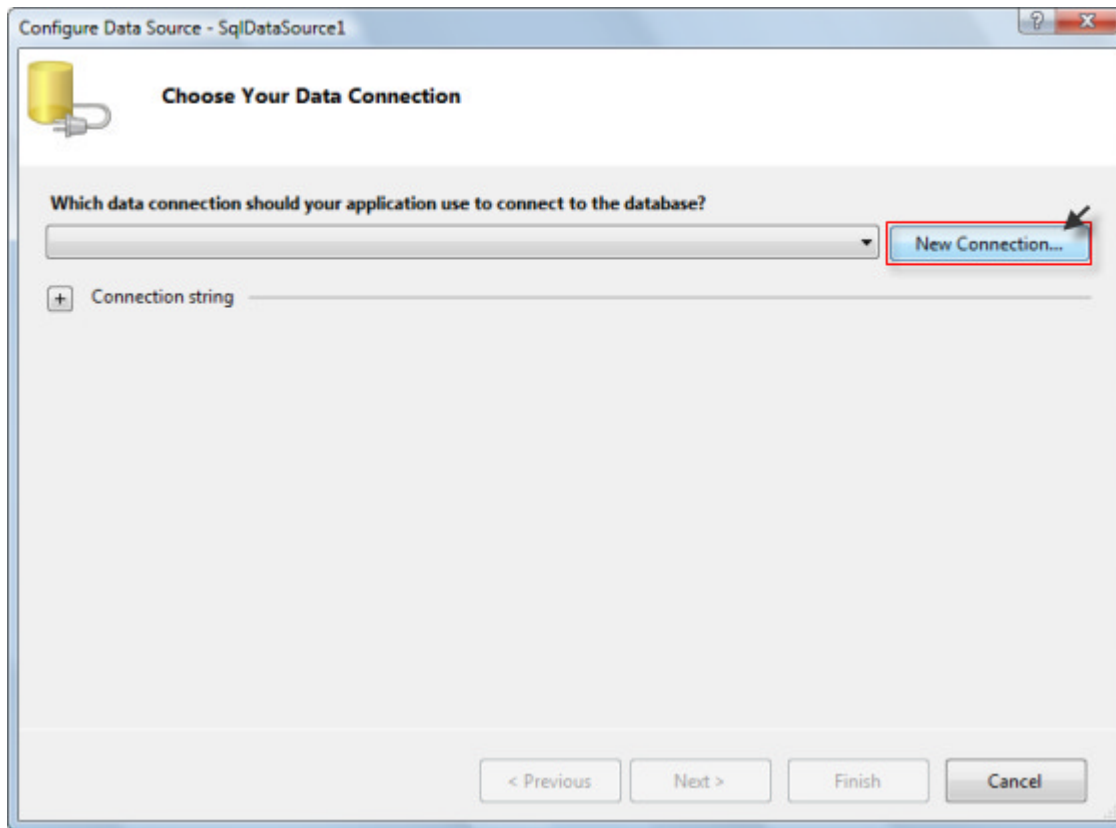 Configure Data Source - SqlDataSource1
Choose Your Data Connection
Which data connection should your application use to connect to the database?
New Connection...
+ Connection string
< Previous Next > Finish Cancel